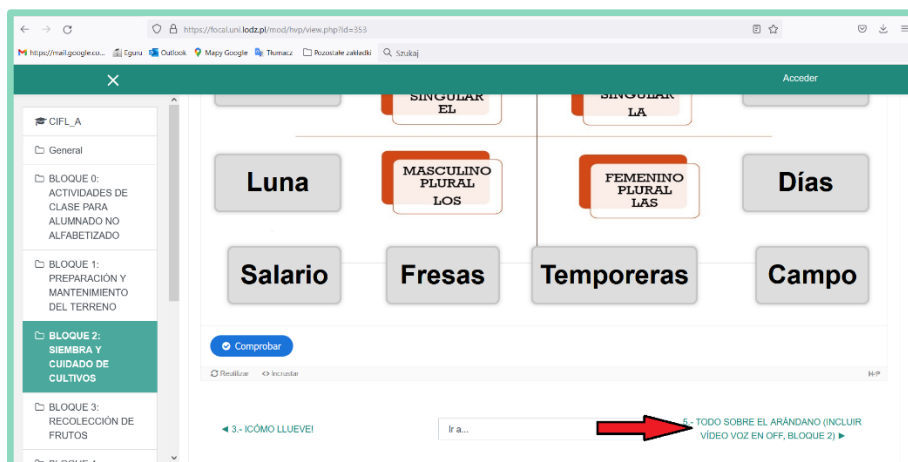 https://focal.uni.lodz.pl/mod/hvp/view.php?id=353
https://mail.google.co... Eguru Outlook Mapy Google Tłumacz Pozostałe zakładki Szukaj
Acceder
CIFL_A
General
BLOQUE 0:
ACTIVIDADES DE
CLASE PARA
ALUMNADO NO
ALFABETIZADO
BLOQUE 1:
PREPARACIÓN Y
MANTENIMIENTO
DEL TERRENO
BLOQUE 2:
SIEMBRA Y
CUIDADO DE
CULTIVOS
BLOQUE 3:
RECOLECCIÓN DE
FRUTOS
BLOQUE 4
SINGULAR
EL
SINGULAR
LA
Luna
MASCULINO
PLURAL
LOS
FEMENINO
PLURAL
LAS
Días
Salario
Fresas
Temporeras
Campo
Comprobar
Reutilizar Incrustar
H-P
◄ 3.- ¡CÓMO LLUEVE!
Ir a...
5.- TODO SOBRE EL ARÁNDANO (INCLUIR
VÍDEO VOZ EN OFF, BLOQUE 2) ►